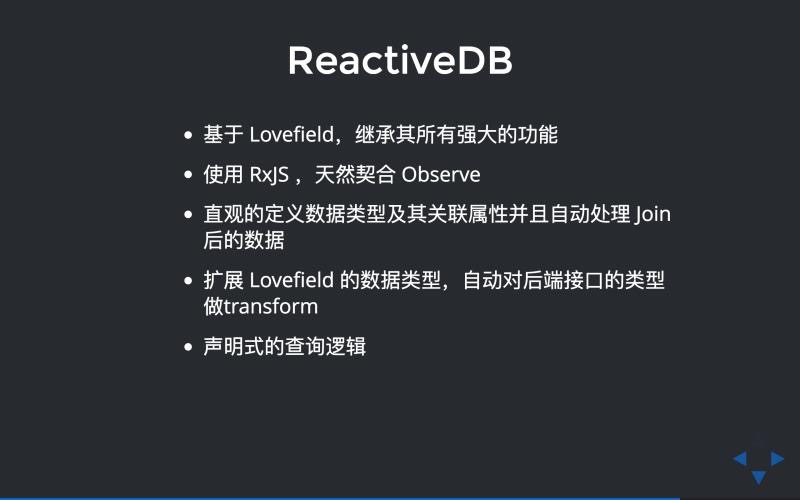 ReactiveDB
• 基于 Lovefield，继承其所有强大的功能
• 使用 RxJS ，天然契合 Observe
• 直观的定义数据类型及其关联属性并且自动处理 Join
后的数据
• 扩展 Lovefield 的数据类型，自动对后端接口的类型
做transform
• 声明式的查询逻辑